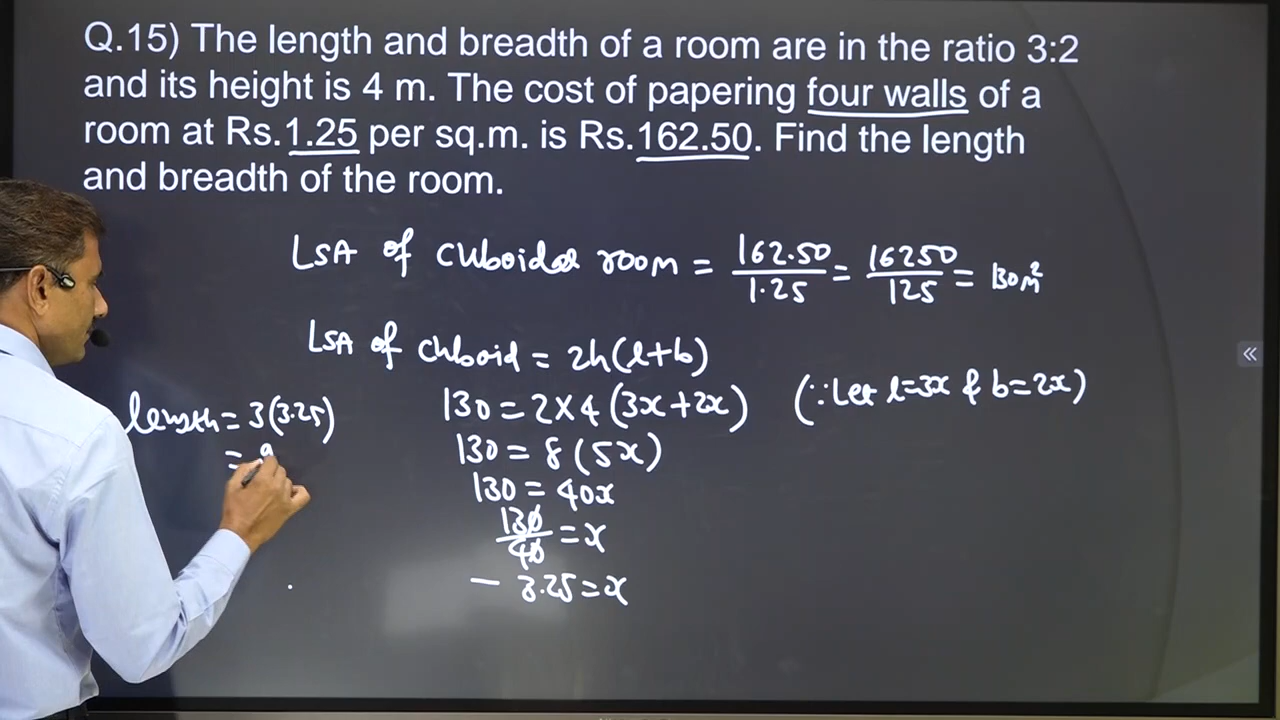 Q.15) The length and breadth of a room are in the ratio 3:2
and its height is 4 m. The cost of papering four walls of a
room at Rs.1.25 per sq.m. is Rs.162.50. Find the length
and breadth of the room.
LSA of cuboidal room = 162.50/1.25 = 16250/125 = 130m²
LSA of cuboid = 2h(l+b)
130 = 2×4(3x+2x) (∵Let l=3x & b=2x)
130 = 8(5x)
130 = 40x
130/40 = x
– 3.25 = x
length = 3(3.25)
= 9